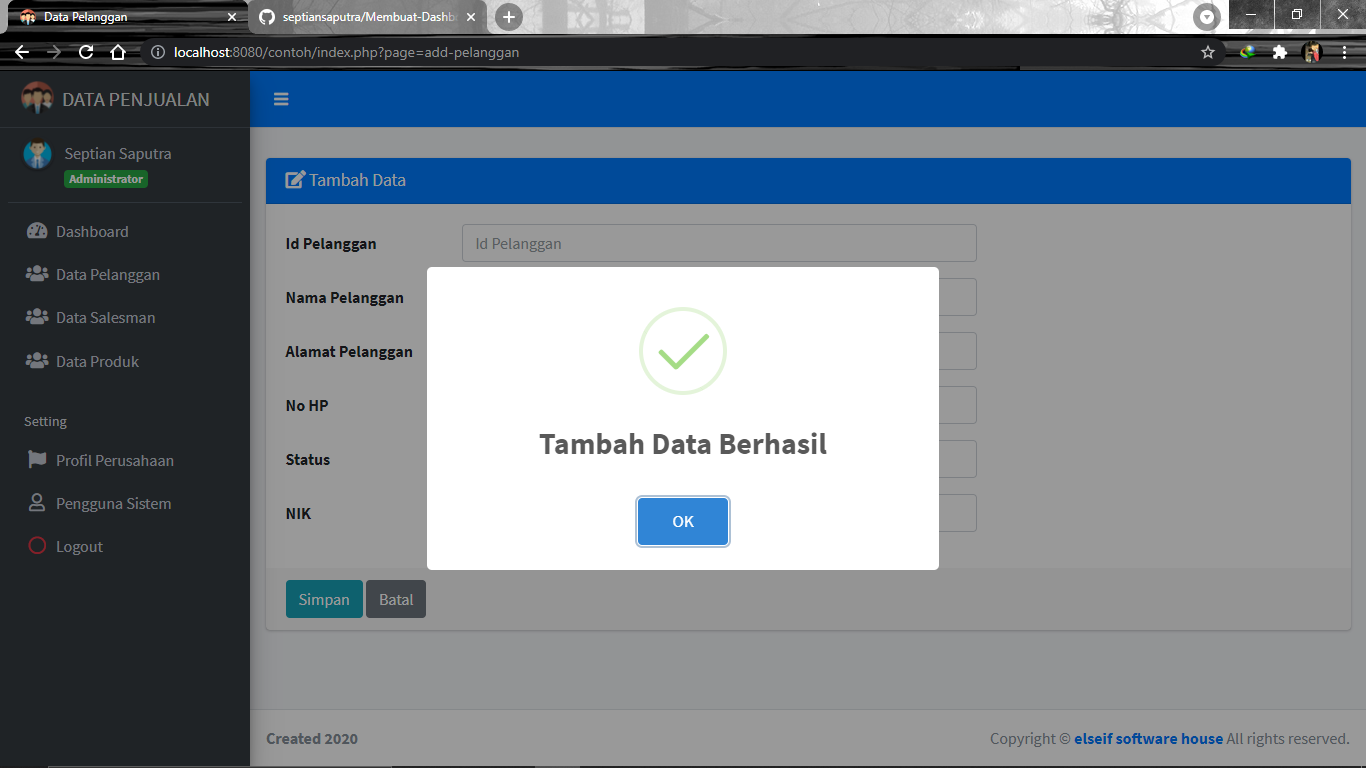 Data Pelanggan
septiansaputra/Membuat-Dashb
localhost:8080/contoh/index.php?page=add-pelanggan
DATA PENJUALAN
Septian Saputra
Administrator
Dashboard
Data Pelanggan
Data Salesman
Data Produk
Setting
Profil Perusahaan
Pengguna Sistem
Logout
Tambah Data
Id Pelanggan
Id Pelanggan
Nama Pelanggan
Alamat Pelanggan
No HP
Status
NIK
Tambah Data Berhasil
OK
Simpan
Batal
Created 2020
Copyright © elseif software house All rights reserved.